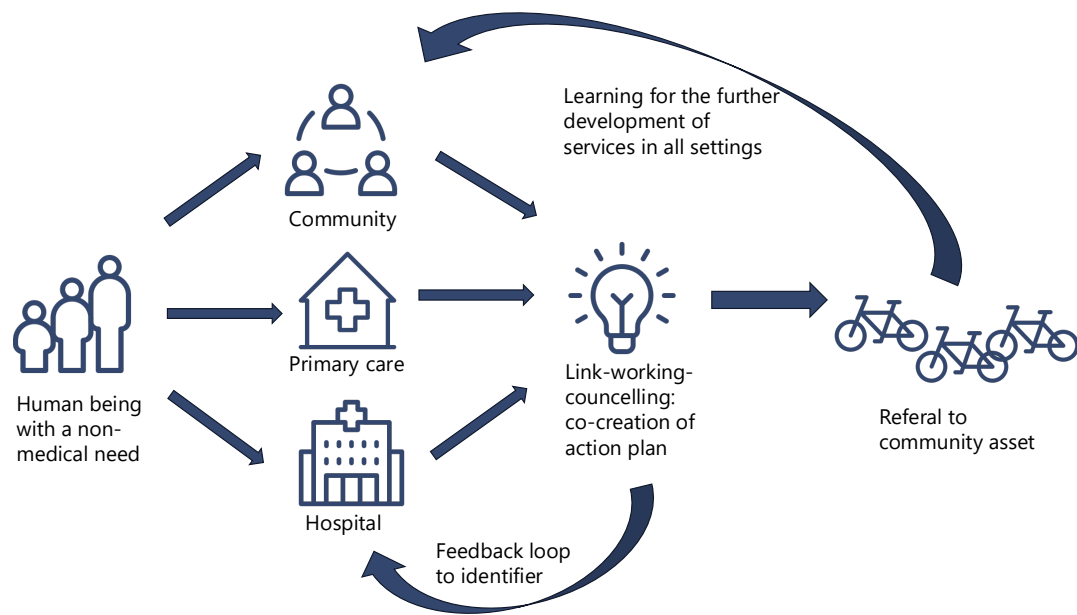 Learning for the further
development of
services in all settings
Community
Primary care
Human being
with a non-
medical need
Link-working-
councelling:
co-creation of
action plan
Referal to
community asset
Hospital
Feedback loop
to identifier